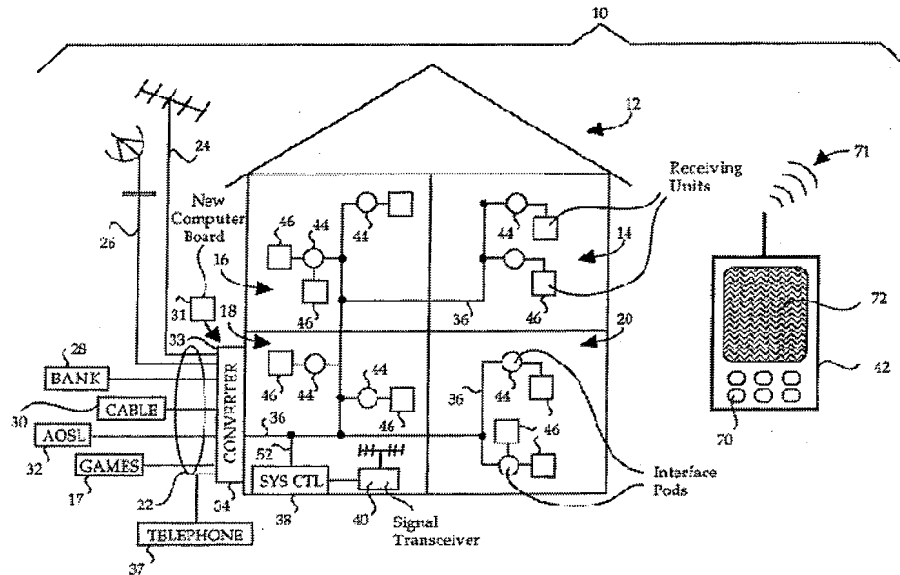 10
12
71
24
Receiving
Units
New
Computer
Board
26
46
44
44
44
14
16
31
46
36
46
72
18
20
33
28
BANK
46
44
44
46
36
44
46
42
CABLE
30
CONVERTER
36
46
70
AOSL
32
52
GAMES
17
22
SYS CTL
Interface
Pods
34
38
40
Signal
Transceiver
TELEPHONE
37